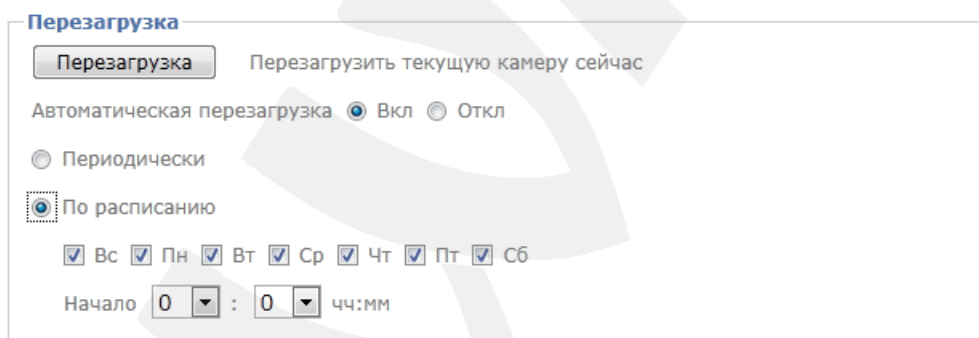 Перезагрузка
Перезагрузка Перезагрузить текущую камеру сейчас
Автоматическая перезагрузка Вкл Откл
Периодически
По расписанию
Вс Пн Вт Ср Чт Пт Сб
Начало 0 : 0 чч:мм